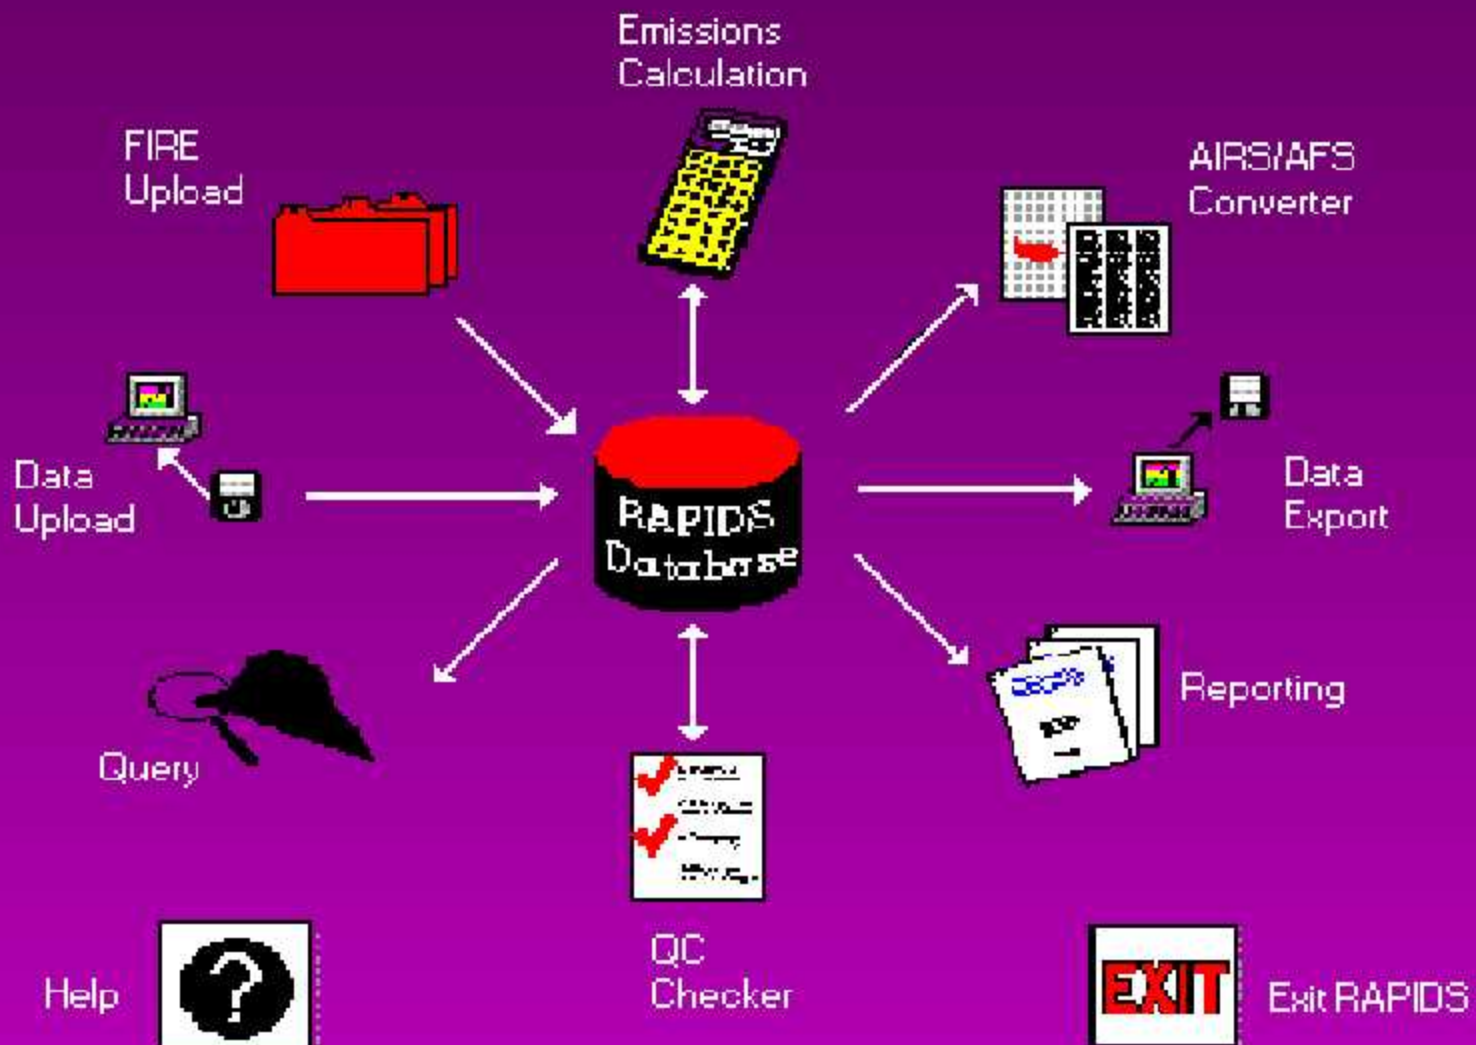 Emissions
Calculation
FIRE
Upload
AIRS/AFS
Converter
Data
Upload
RAPIDS
Database
Data
Export
Query
Reporting
QC
Checker
Help
?
EXIT
Exit RAPIDS